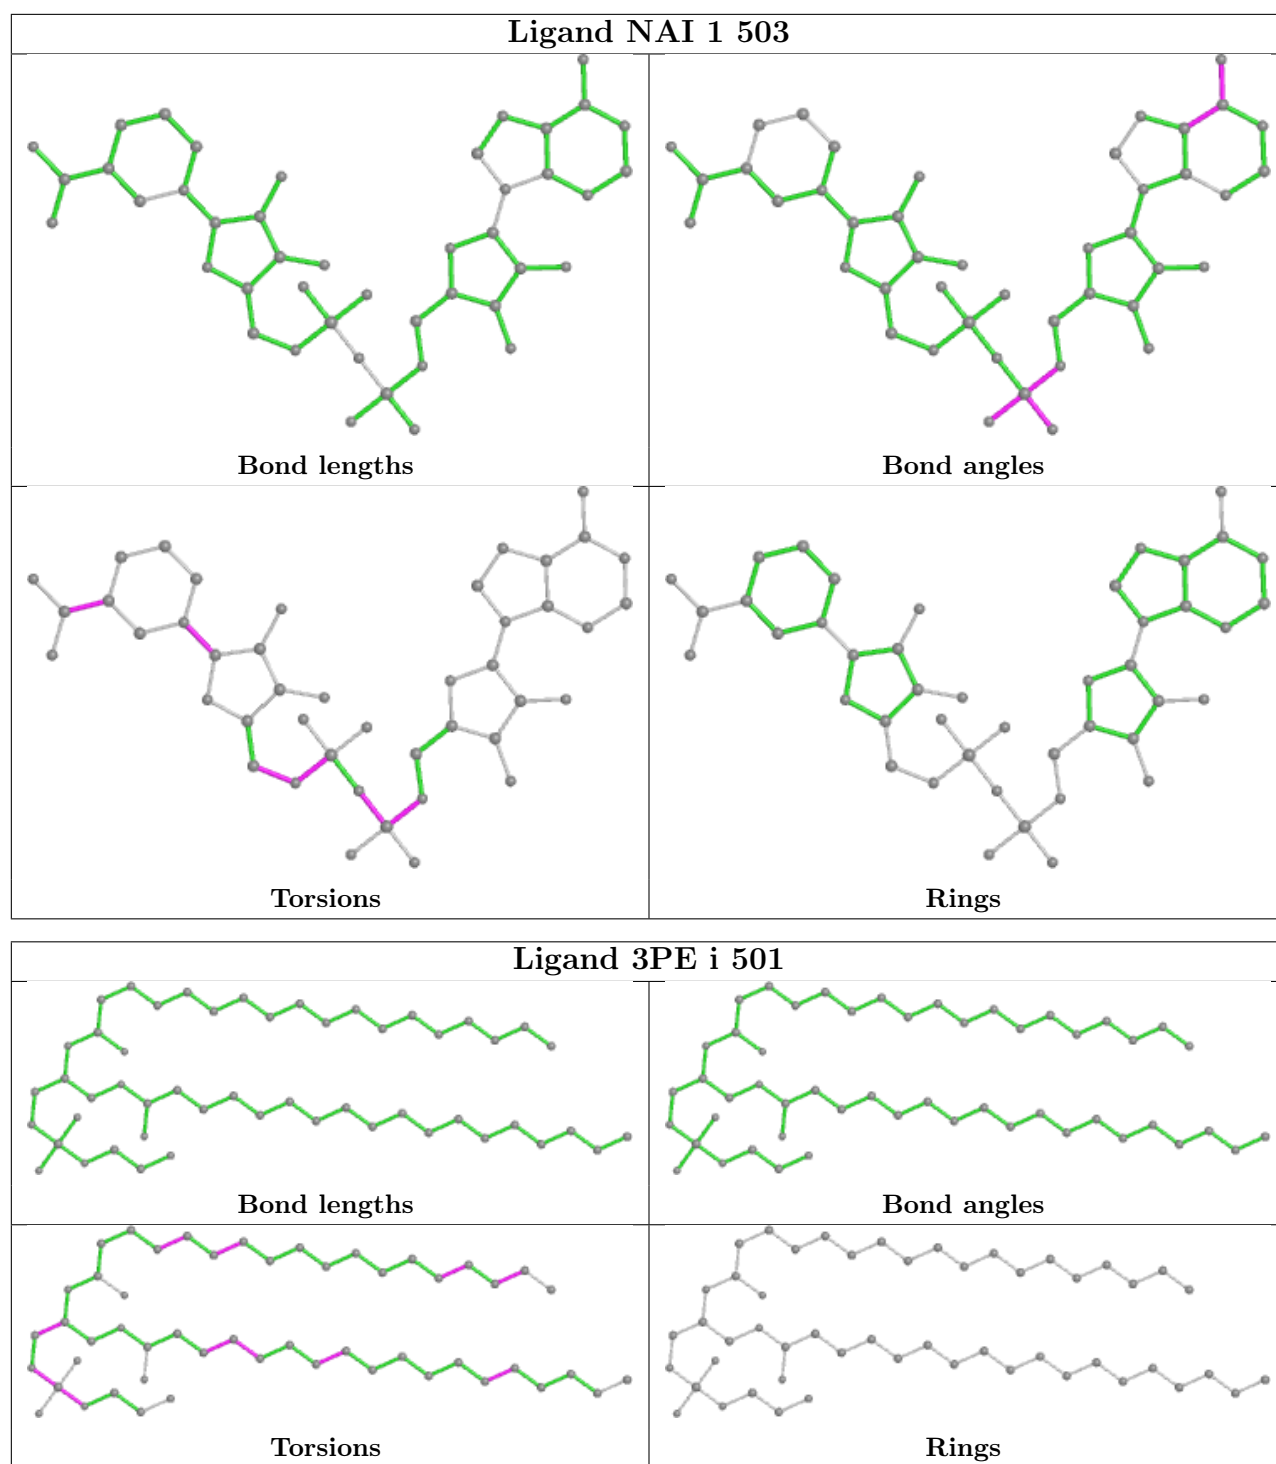 Ligand NAI 1 503
Bond lengths
Bond angles
Torsions
Rings
Ligand 3PE i 501
Bond lengths
Bond angles
Torsions
Rings